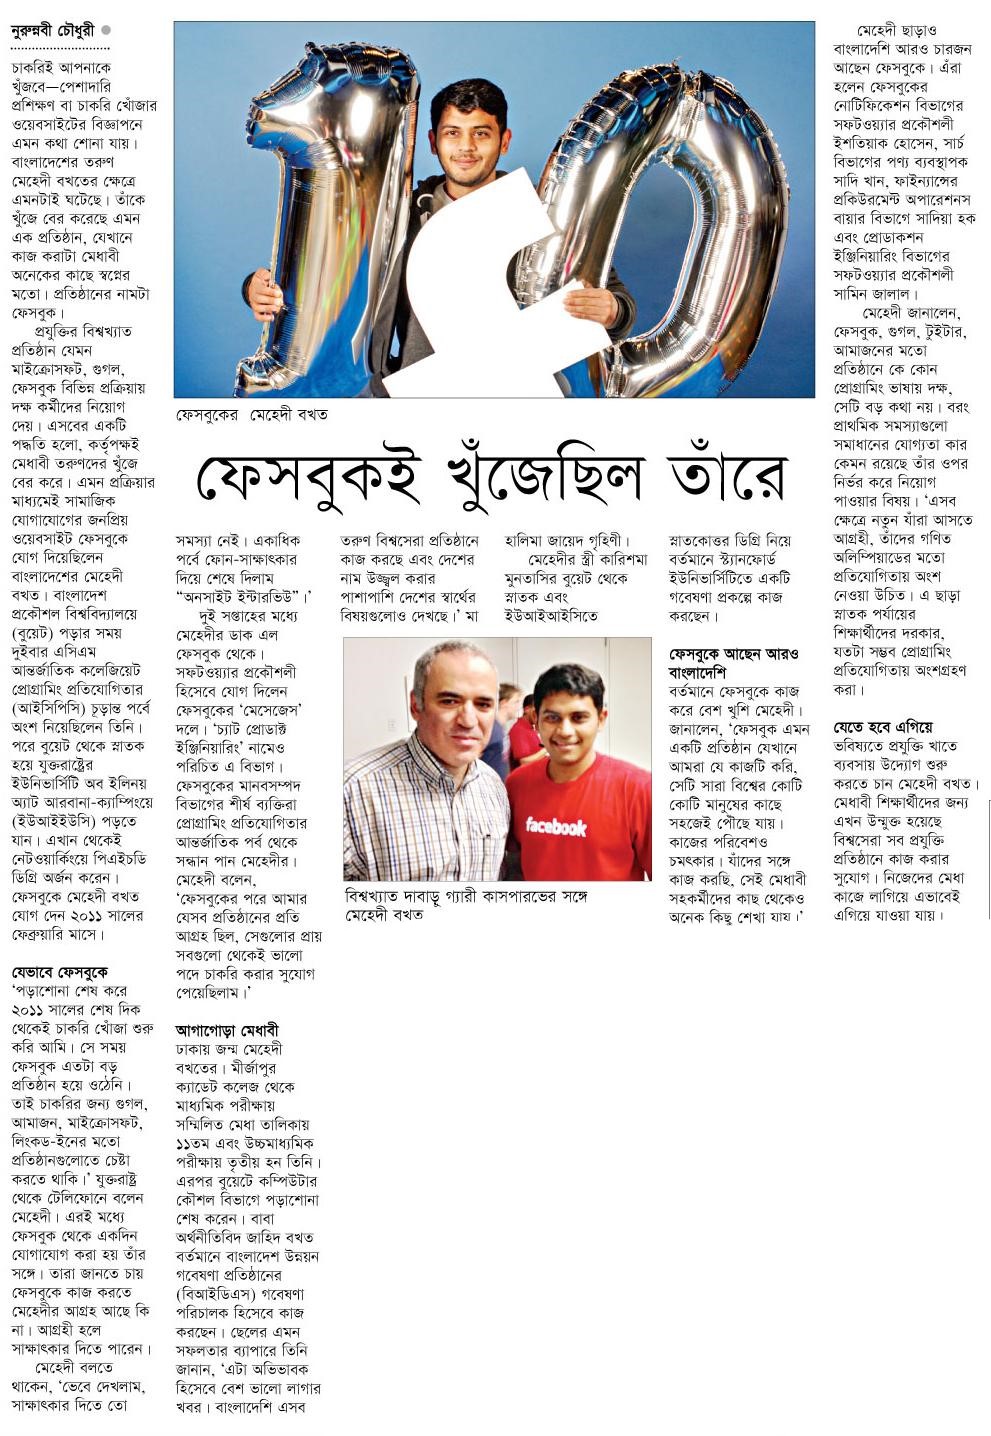 নুরুন্নবী চৌধুরী
চাকরিই আপনাকে
খুঁজবে—পেশাদারি
প্রশিক্ষণ বা চাকরি খোঁজার
ওয়েবসাইটের বিজ্ঞাপনে
এমন কথা শোনা যায়।
বাংলাদেশের তরুণ
মেহেদী বখতের ক্ষেত্রে
এমনটাই ঘটেছে। তাঁকে
খুঁজে বের করেছে এমন
এক প্রতিষ্ঠান, যেখানে
কাজ করাটা মেধাবী
অনেকের কাছে স্বপ্নের
মতো। প্রতিষ্ঠানের নামটা
ফেসবুক।
প্রযুক্তির বিশ্বখ্যাত
প্রতিষ্ঠান যেমন
মাইক্রোসফট, গুগল,
ফেসবুক বিভিন্ন প্রক্রিয়ায়
দক্ষ কর্মীদের নিয়োগ
দেয়। এসবের একটি
পদ্ধতি হলো, কর্তৃপক্ষই
মেধাবী তরুণদের খুঁজে
বের করে। এমন প্রক্রিয়ার
মাধ্যমেই সামাজিক
যোগাযোগের জনপ্রিয়
ওয়েবসাইট ফেসবুকে
যোগ দিয়েছিলেন
বাংলাদেশের মেহেদী
বখত। বাংলাদেশ
প্রকৌশল বিশ্ববিদ্যালয়ে
(বুয়েট) পড়ার সময়
দুইবার এসিএম
আন্তর্জাতিক কলেজিয়েট
প্রোগ্রামিং প্রতিযোগিতার
(আইসিপিসি) চূড়ান্ত পর্বে
অংশ নিয়েছিলেন তিনি।
পরে বুয়েট থেকে স্নাতক
হয়ে যুক্তরাষ্ট্রের
ইউনিভার্সিটি অব ইলিনয়
অ্যাট আরবানা-ক্যাম্পিংয়ে
(ইউআইইউসি) পড়তে
যান। এখান থেকেই
নেটওয়ার্কিংয়ে পিএইচডি
ডিগ্রি অর্জন করেন।
ফেসবুকে মেহেদী বখত
যোগ দেন ২০১১ সালের
ফেব্রুয়ারি মাসে।
যেভাবে ফেসবুকে
‘পড়াশোনা শেষ করে
২০১১ সালের শেষ দিক
থেকেই চাকরি খোঁজা শুরু
করি আমি। সে সময়
ফেসবুক এতটা বড়
প্রতিষ্ঠান হয়ে ওঠেনি।
তাই চাকরির জন্য গুগল,
আমাজন, মাইক্রোসফট,
লিংকড-ইনের মতো
প্রতিষ্ঠানগুলোতে চেষ্টা
করতে থাকি।’ যুক্তরাষ্ট্র
থেকে টেলিফোনে বলেন
মেহেদী। এরই মধ্যে
ফেসবুক থেকে একদিন
যোগাযোগ করা হয় তাঁর
সঙ্গে। তারা জানতে চায়
ফেসবুকে কাজ করতে
মেহেদীর আগ্রহ আছে কি
না। আগ্রহী হলে
সাক্ষাৎকার দিতে পারেন।
মেহেদী বলতে
থাকেন, ‘ভেবে দেখলাম,
সাক্ষাৎকার দিতে তো
ফেসবুকের মেহেদী বখত
ফেসবুকই খুঁজেছিল তাঁরে
সমস্যা নেই। একাধিক
পর্বে ফোন-সাক্ষাৎকার
দিয়ে শেষে দিলাম
“অনসাইট ইন্টারভিউ”।’
দুই সপ্তাহের মধ্যে
মেহেদীর ডাক এল
ফেসবুক থেকে।
সফটওয়্যার প্রকৌশলী
হিসেবে যোগ দিলেন
ফেসবুকের ‘মেসেজেস’
দলে। ‘চ্যাট প্রোডাক্ট
ইঞ্জিনিয়ারিং’ নামেও
পরিচিত এ বিভাগ।
ফেসবুকের মানবসম্পদ
বিভাগের শীর্ষ ব্যক্তিরা
প্রোগ্রামিং প্রতিযোগিতার
আন্তর্জাতিক পর্ব থেকে
সন্ধান পান মেহেদীর।
মেহেদী বলেন,
‘ফেসবুকের পরে আমার
যেসব প্রতিষ্ঠানের প্রতি
আগ্রহ ছিল, সেগুলোর প্রায়
সবগুলো থেকেই ভালো
পদে চাকরি করার সুযোগ
পেয়েছিলাম।’
আগাগোড়া মেধাবী
ঢাকায় জন্ম মেহেদী
বখতের। মীর্জাপুর
ক্যাডেট কলেজ থেকে
মাধ্যমিক পরীক্ষায়
সম্মিলিত মেধা তালিকায়
১১তম এবং উচ্চমাধ্যমিক
পরীক্ষায় তৃতীয় হন তিনি।
এরপর বুয়েটে কম্পিউটার
কৌশল বিভাগে পড়াশোনা
শেষ করেন। বাবা
অর্থনীতিবিদ জাহিদ বখত
বর্তমানে বাংলাদেশ উন্নয়ন
গবেষণা প্রতিষ্ঠানের
(বিআইডিএস) গবেষণা
পরিচালক হিসেবে কাজ
করছেন। ছেলের এমন
সফলতার ব্যাপারে তিনি
জানান, ‘এটা অভিভাবক
হিসেবে বেশ ভালো লাগার
খবর। বাংলাদেশি এসব
তরুণ বিশ্বসেরা প্রতিষ্ঠানে
কাজ করছে এবং দেশের
নাম উজ্জ্বল করার
পাশাপাশি দেশের স্বার্থের
বিষয়গুলোও দেখছে।’ মা
হালিমা জায়েদ গৃহিণী।
মেহেদীর স্ত্রী কারিশমা
মুনতাসির বুয়েট থেকে
স্নাতক এবং
ইউআইআইসিতে
স্নাতকোত্তর ডিগ্রি নিয়ে
বর্তমানে স্ট্যানফোর্ড
ইউনিভার্সিটিতে একটি
গবেষণা প্রকল্পে কাজ
করছেন।
facebook
বিশ্বখ্যাত দাবাড়ু গ্যারী কাসপারভের সঙ্গে
মেহেদী বখত
ফেসবুকে আছেন আরও
বাংলাদেশি
বর্তমানে ফেসবুকে কাজ
করে বেশ খুশি মেহেদী।
জানালেন, ‘ফেসবুক এমন
একটি প্রতিষ্ঠান যেখানে
আমরা যে কাজটি করি,
সেটি সারা বিশ্বের কোটি
কোটি মানুষের কাছে
সহজেই পৌঁছে যায়।
কাজের পরিবেশও
চমৎকার। যাঁদের সঙ্গে
কাজ করছি, সেই মেধাবী
সহকর্মীদের কাছ থেকেও
অনেক কিছু শেখা যায়।’
মেহেদী ছাড়াও
বাংলাদেশি আরও চারজন
আছেন ফেসবুকে। এঁরা
হলেন ফেসবুকের
নোটিফিকেশন বিভাগের
সফটওয়্যার প্রকৌশলী
ইশতিয়াক হোসেন, সার্চ
বিভাগের পণ্য ব্যবস্থাপক
সাদি খান, ফাইন্যান্সের
প্রকিউরমেন্ট অপারেশনস
বায়ার বিভাগে সাদিয়া হক
এবং প্রোডাকশন
ইঞ্জিনিয়ারিং বিভাগের
সফটওয়্যার প্রকৌশলী
সামিন জালাল।
মেহেদী জানালেন,
ফেসবুক, গুগল, টুইটার,
আমাজনের মতো
প্রতিষ্ঠানে কে কোন
প্রোগ্রামিং ভাষায় দক্ষ,
সেটি বড় কথা নয়। বরং
প্রাথমিক সমস্যাগুলো
সমাধানের যোগ্যতা কার
কেমন রয়েছে তাঁর ওপর
নির্ভর করে নিয়োগ
পাওয়ার বিষয়। ‘এসব
ক্ষেত্রে নতুন যাঁরা আসতে
আগ্রহী, তাঁদের গণিত
অলিম্পিয়াডের মতো
প্রতিযোগিতায় অংশ
নেওয়া উচিত। এ ছাড়া
স্নাতক পর্যায়ের
শিক্ষার্থীদের দরকার,
যতটা সম্ভব প্রোগ্রামিং
প্রতিযোগিতায় অংশগ্রহণ
করা।
যেতে হবে এগিয়ে
ভবিষ্যতে প্রযুক্তি খাতে
ব্যবসায় উদ্যোগ শুরু
করতে চান মেহেদী বখত।
মেধাবী শিক্ষার্থীদের জন্য
এখন উন্মুক্ত হয়েছে
বিশ্বসেরা সব প্রযুক্তি
প্রতিষ্ঠানে কাজ করার
সুযোগ। নিজেদের মেধা
কাজে লাগিয়ে এভাবেই
এগিয়ে যাওয়া যায়।